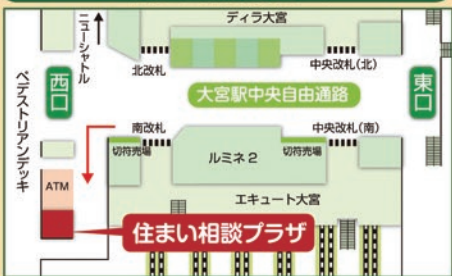 ニューシャトル
ディラ大宮
北改札
中央改札(北)
ペデストリアンデッキ
西口
大宮駅中央自由通路
東口
南改札
中央改札(南)
切符売場
ルミネ2
切符売場
ATM
エキュート大宮
住まい相談プラザ